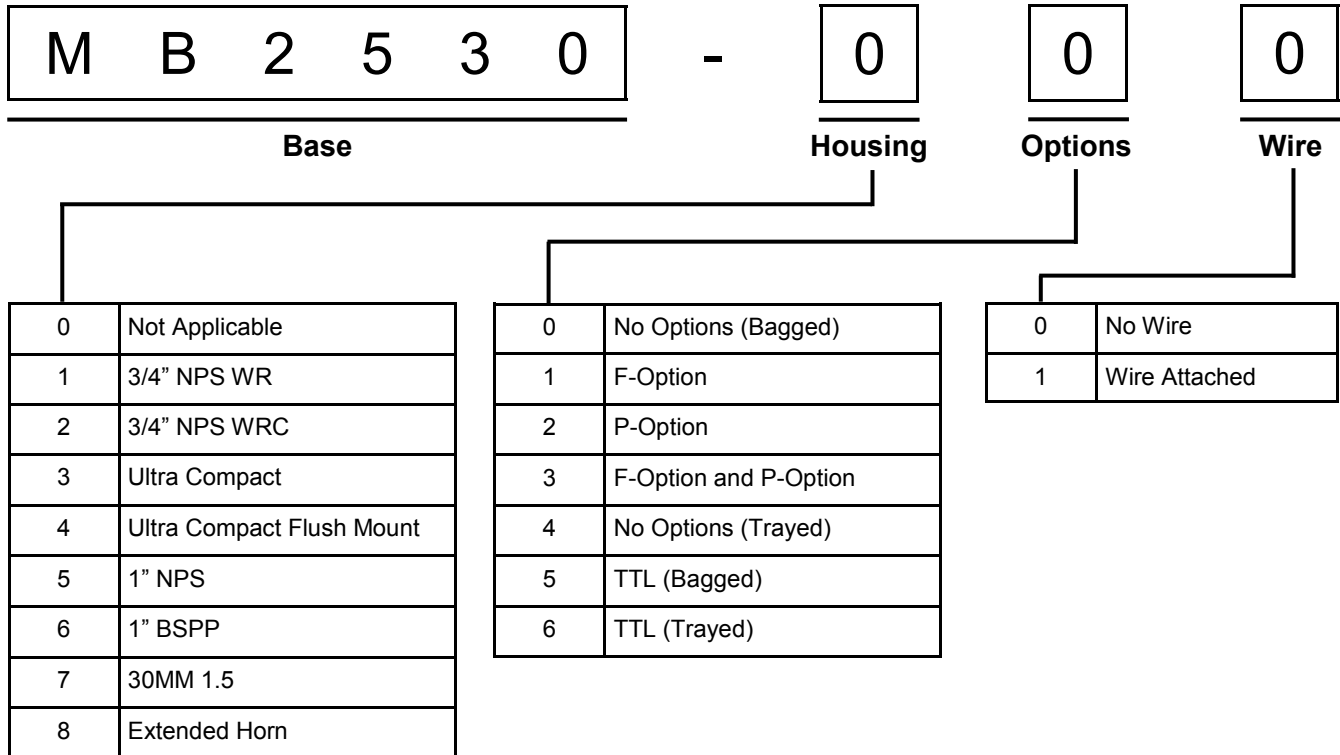 M B 2 5 3 0 - 0 0 0
Base Housing Options Wire
0 Not Applicable
1 3/4” NPS WR
2 3/4” NPS WRC
3 Ultra Compact
4 Ultra Compact Flush Mount
5 1” NPS
6 1” BSPP
7 30MM 1.5
8 Extended Horn
0 No Options (Bagged)
1 F-Option
2 P-Option
3 F-Option and P-Option
4 No Options (Trayed)
5 TTL (Bagged)
6 TTL (Trayed)
0 No Wire
1 Wire Attached